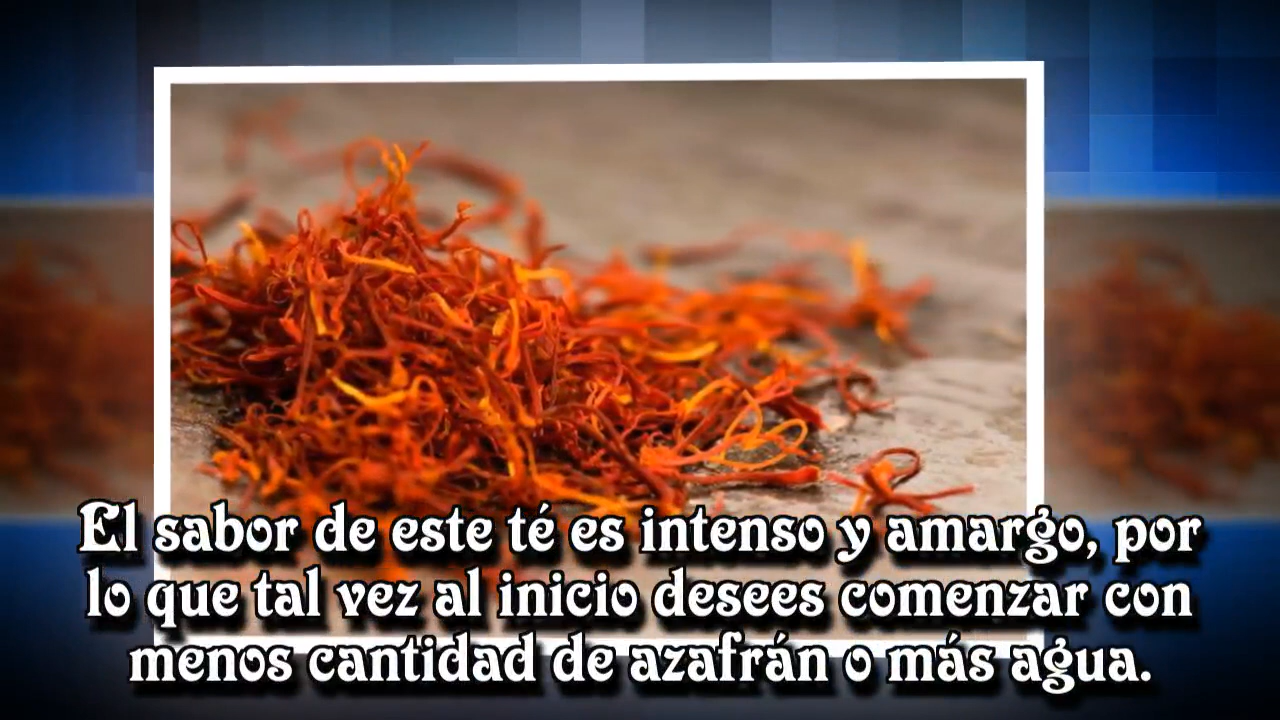 El sabor de este té es intenso y amargo, por
lo que tal vez al inicio desees comenzar con
menos cantidad de azafrán o más agua.